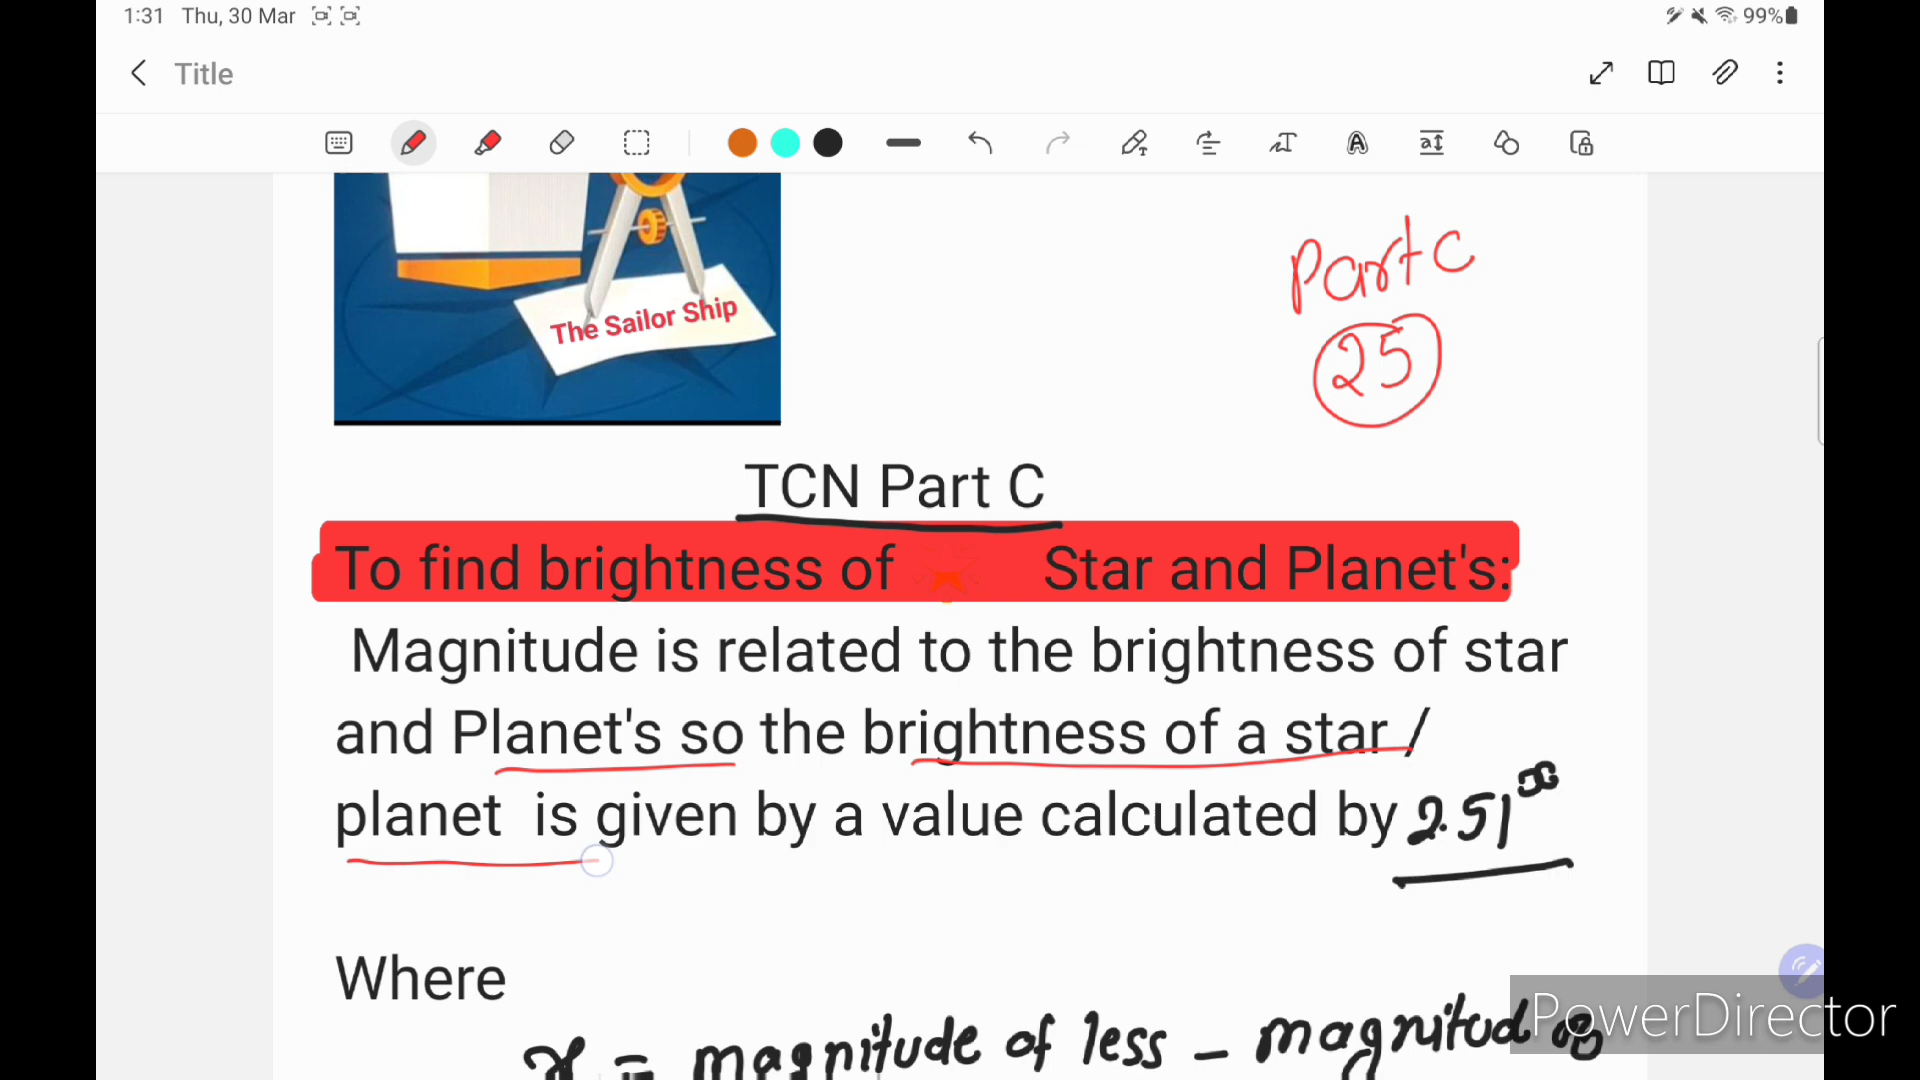 1:31 Thu, 30 Mar 99%
Title
The Sailor Ship
Part C
25
TCN Part C
To find brightness of Star and Planet's:
Magnitude is related to the brightness of star
and Planet's so the brightness of a star /
planet is given by a value calculated by 2.51^x
Where
x = magnitude of less - magnitud of
PowerDirector